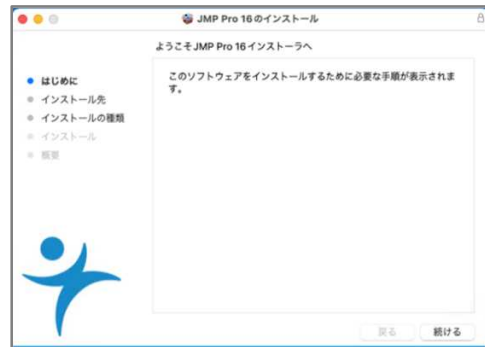 JMP Pro 16のインストール
ようこそJMP Pro 16インストーラへ
はじめに
インストール先
インストールの種類
インストール
概要
このソフトウェアをインストールするために必要な手順が表示されま
す。
戻る
続ける